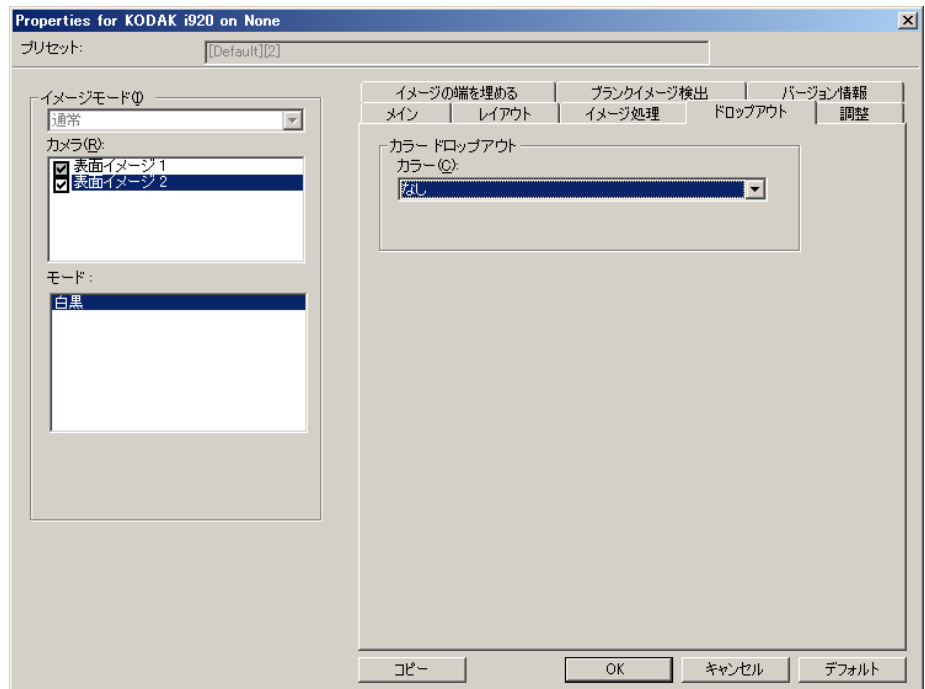 Properties for KODAK i920 on None
プリセット: [Default][2]
イメージモード(I)
通常
カメラ(R):
表面イメージ 1
表面イメージ 2
モード:
白黒
イメージの端を埋める ブランクイメージ検出 バージョン情報
メイン レイアウト イメージ処理 ドロップアウト 調整
カラー ドロップアウト
カラー(C):
なし
コピー OK キャンセル デフォルト